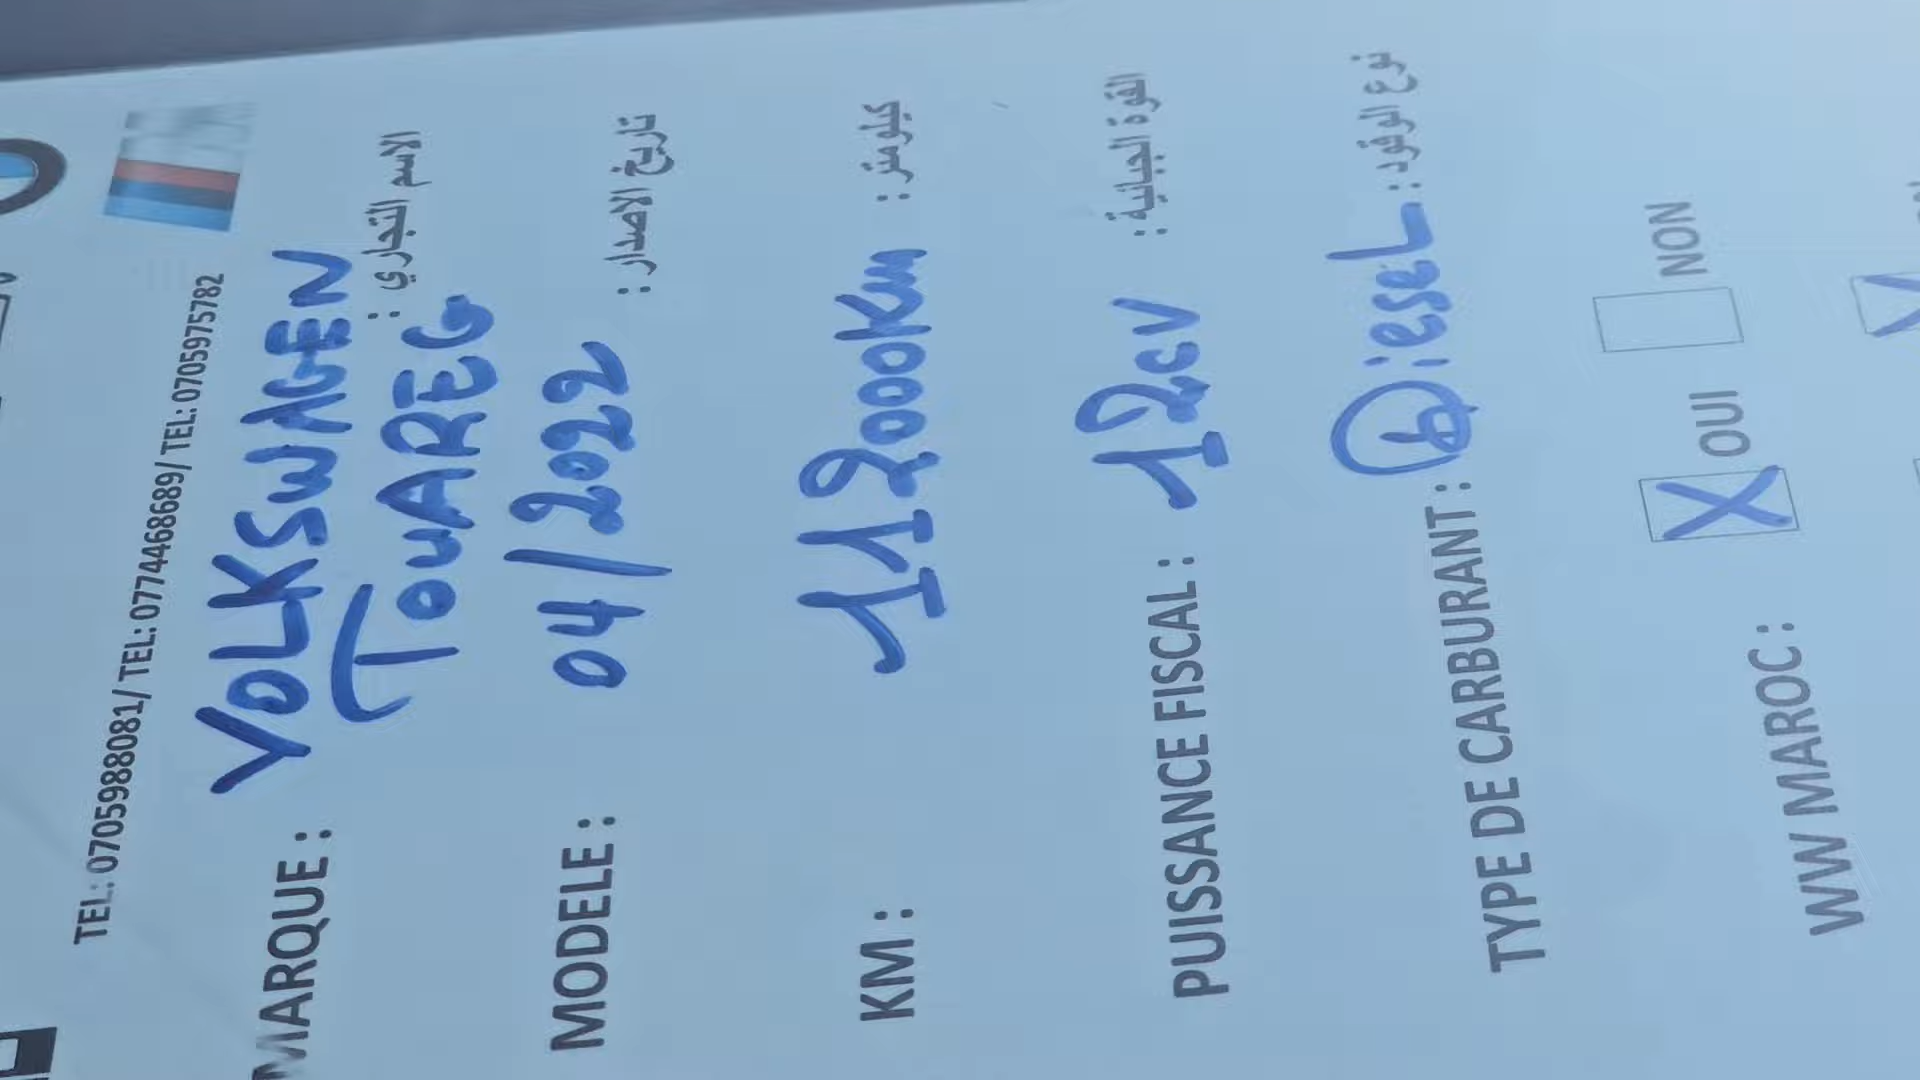 TEL: 0705988081/ TEL: 0774468689/ TEL: 0705975782
MARQUE : VOLKSWAGEN الاسم التجاري :
TouAREG
MODELE : 04/2022 تاريخ الاصدار :
KM : 112000Km كيلومتر :
PUISSANCE FISCAL : 12cv القوة الجبائية :
TYPE DE CARBURANT : DieseL نوع الوقود :
WW MAROC : X OUI NON